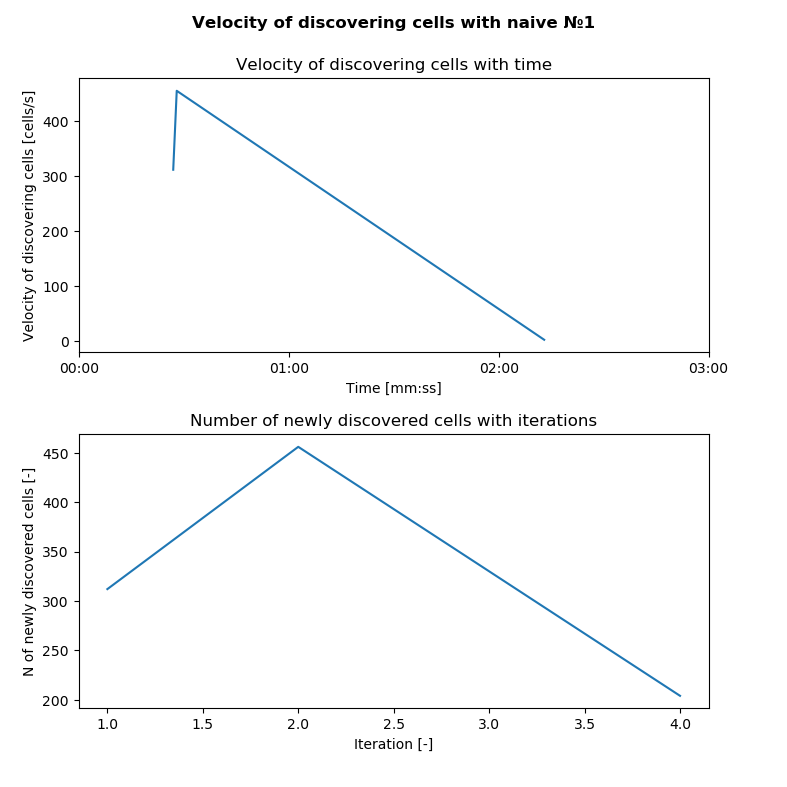 Velocity of discovering cells with naive №1
Velocity of discovering cells with time
Velocity of discovering cells [cells/s]
400
300
200
100
0
00:00 01:00 02:00 03:00
Time [mm:ss]
Number of newly discovered cells with iterations
N of newly discovered cells [-]
450
400
350
300
250
200
1.0 1.5 2.0 2.5 3.0 3.5 4.0
Iteration [-]